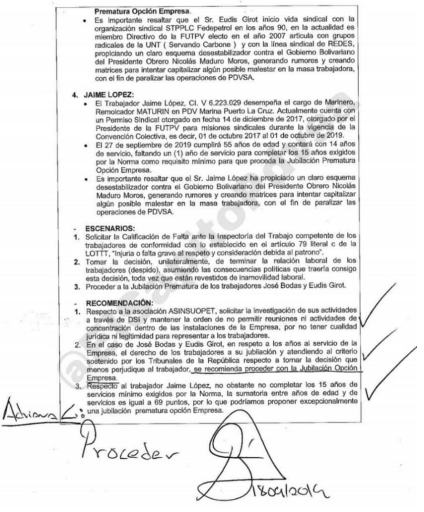 Prematura Opción Empresa.
• Es importante resaltar que el Sr. Eudis Girot inicio vida sindical con la
organización sindical STPPLC Fedepetrol en los años 90, en la actualidad es
miembro Directivo de la FUTPV electo en el año 2007 articulo con grupos
radicales de la UNT ( Servando Carbone ) y con la línea sindical de REDES,
propiciando un claro esquema desestabilizador contra el Gobierno Bolivariano
del Presidente Obrero Nicolás Maduro Moros, generando rumores y creando
matrices para intentar capitalizar algún posible malestar en la masa trabajadora,
con el fin de paralizar las operaciones de PDVSA.
4. JAIME LOPEZ:
• El Trabajador Jaime López, CI. V 6.223.029 desempeña el cargo de Marinero,
Remolcador MATURIN en PDV Marina Puerto La Cruz. Actualmente cuenta con
un Permiso Sindical otorgado en fecha 14 de diciembre de 2017, otorgado por el
Presidente de la FUTPV para misiones sindicales durante la vigencia de la
Convención Colectiva, es decir, 01 de octubre 2017 al 01 de octubre de 2019.
• El 27 de septiembre de 2019 cumplirá 55 años de edad y contará con 14 años
de servicio, faltando un (1) año de servicio para completar los 15 años exigidos
por la Norma como requisito mínimo para que proceda la Jubilación Prematura
Opción Empresa.
• Es importante resaltar que el Sr. Jaime López ha propiciado un claro esquema
desestabilizador contra el Gobierno Bolivariano del Presidente Obrero Nicolás
Maduro Moros, generando rumores y creando matrices para intentar capitalizar
algún posible malestar en la masa trabajadora, con el fin de paralizar las
operaciones de PDVSA.
- ESCENARIOS:
1. Solicitar la Calificación de Falta ante la Inspectoría del Trabajo competente de los
trabajadores de conformidad con lo establecido en el artículo 79 literal c de la
LOTTT, "Injuria o falta grave al respeto y consideración debida al patrono".
2. Tomar la decisión, unilateralmente, de terminar la relación laboral de los
trabajadores (despido), asumiendo las consecuencias políticas que traería consigo
esta decisión, toda vez que están revestidos de inamovilidad laboral.
3. Proceder a la Jubilación Prematura de los trabajadores José Bodas y Eudis Girot.
- RECOMENDACIÓN:
1. Respecto a la asociación ASINSUOPET, solicitar la investigación de sus actividades
a través de DSI y mantener la orden de no permitir reuniones ni actividades de
concentración dentro de las instalaciones de la Empresa, por no tener cualidad
jurídica ni legitimidad para representar a los trabajadores.
2. En el caso de José Bodas y Eudis Girot, en respeto a los años al servicio de la
Empresa, el derecho de los trabajadores a su jubilación y atendiendo al criterio
sostenido por los Tribunales de la República respecto a tomar la decisión que
menos perjudique al trabajador, se recomienda proceder con la Jubilación Opción
Empresa.
3. Respecto al trabajador Jaime López, no obstante no completar los 15 años de
servicios mínimo exigidos por la Norma, la sumatoria entre años de edad y de
servicios es igual a 69 puntos, por lo que podríamos proponer excepcionalmente
una jubilación prematura opción Empresa.
Adriana
Proceder